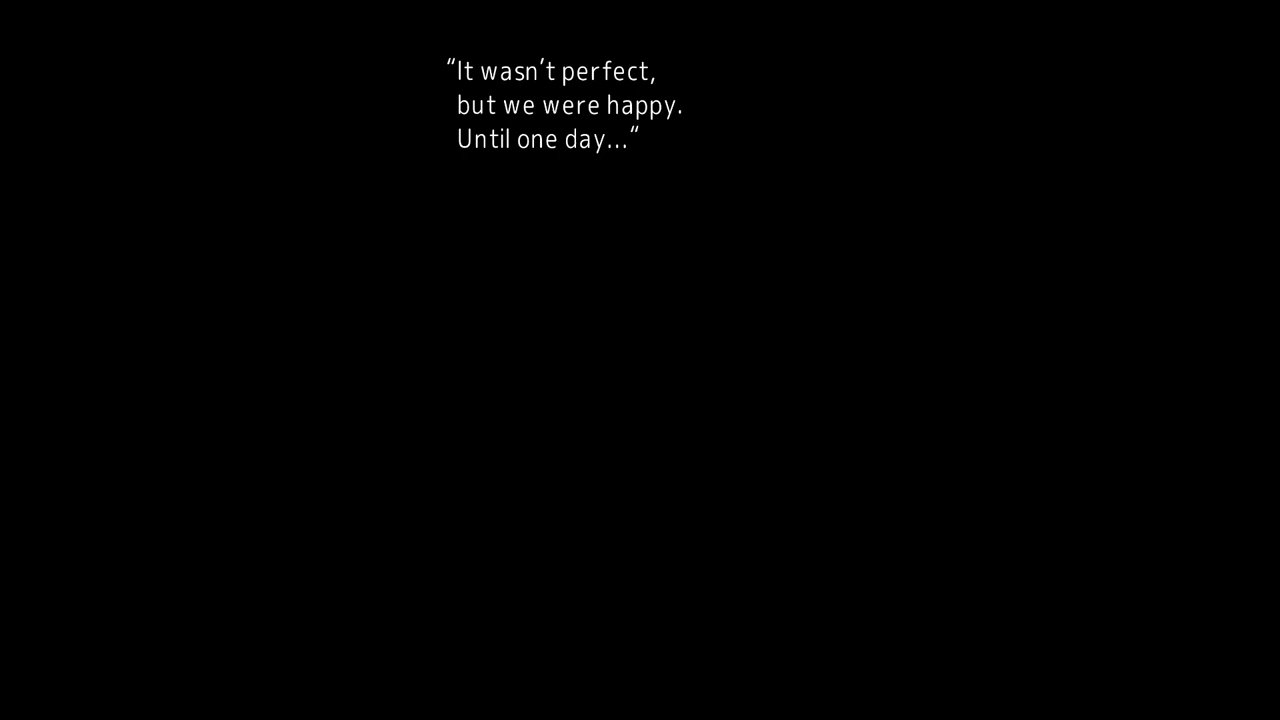 “It wasn’t perfect,
but we were happy.
Until one day...“